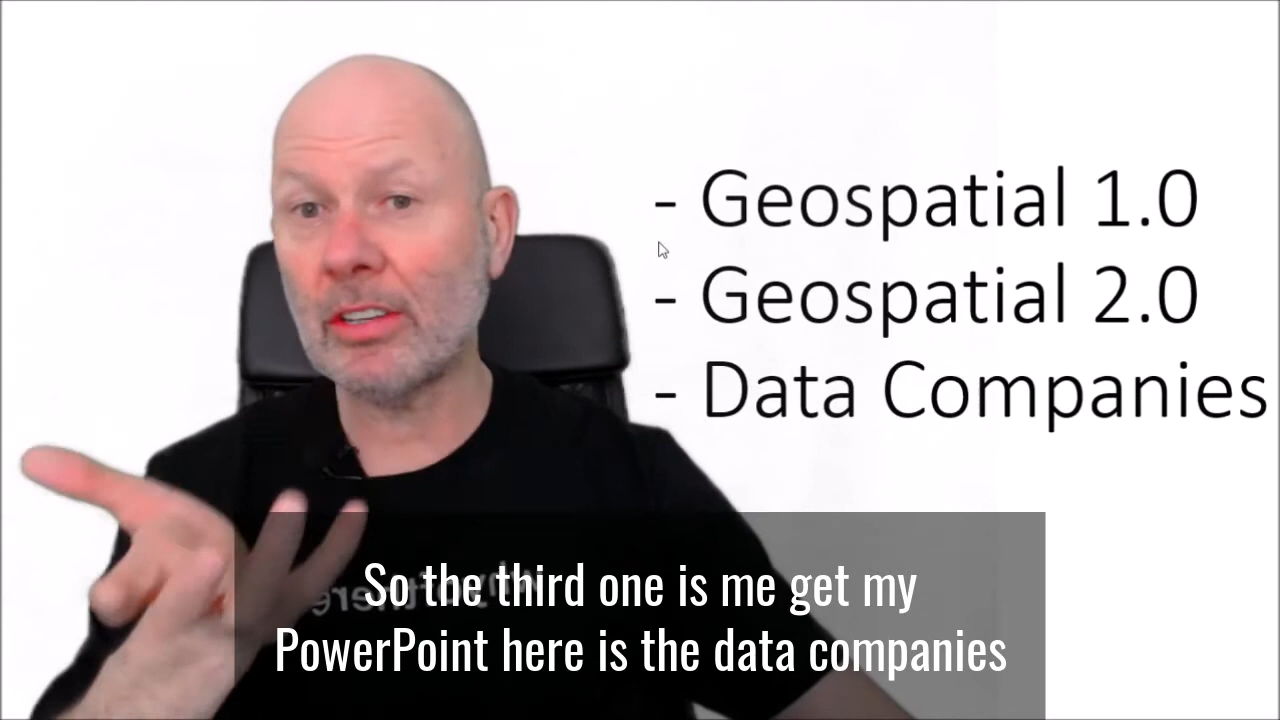 - Geospatial 1.0
- Geospatial 2.0
- Data Companies
So the third one is me get my
PowerPoint here is the data companies